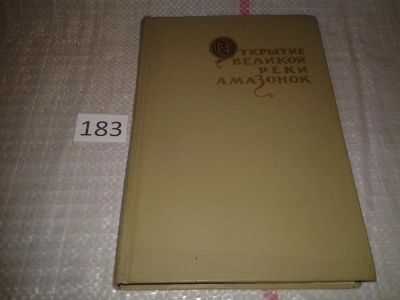 ОТКРЫТИЕ
ВЕЛИКОЙ
РЕКИ
АМАЗОНОК
183